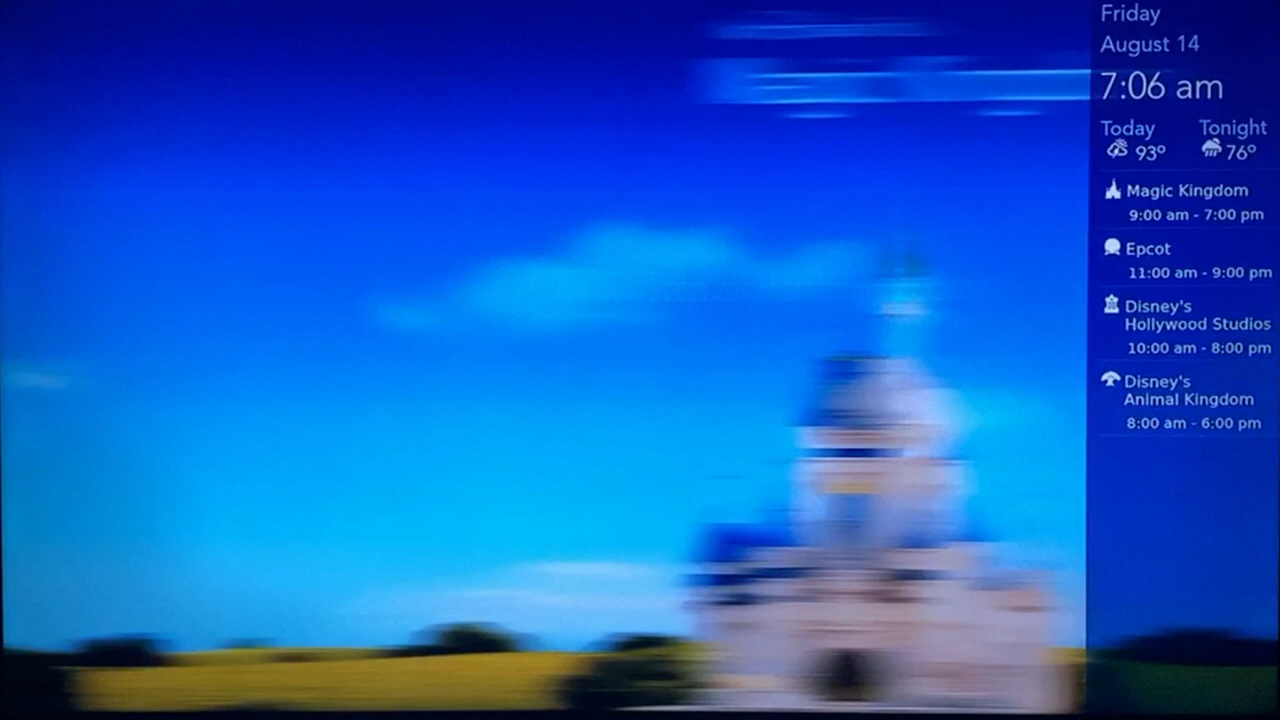 Friday
August 14
7:06 am
Today Tonight
93° 76°
Magic Kingdom
9:00 am - 7:00 pm
Epcot
11:00 am - 9:00 pm
Disney's
Hollywood Studios
10:00 am - 8:00 pm
Disney's
Animal Kingdom
8:00 am - 6:00 pm